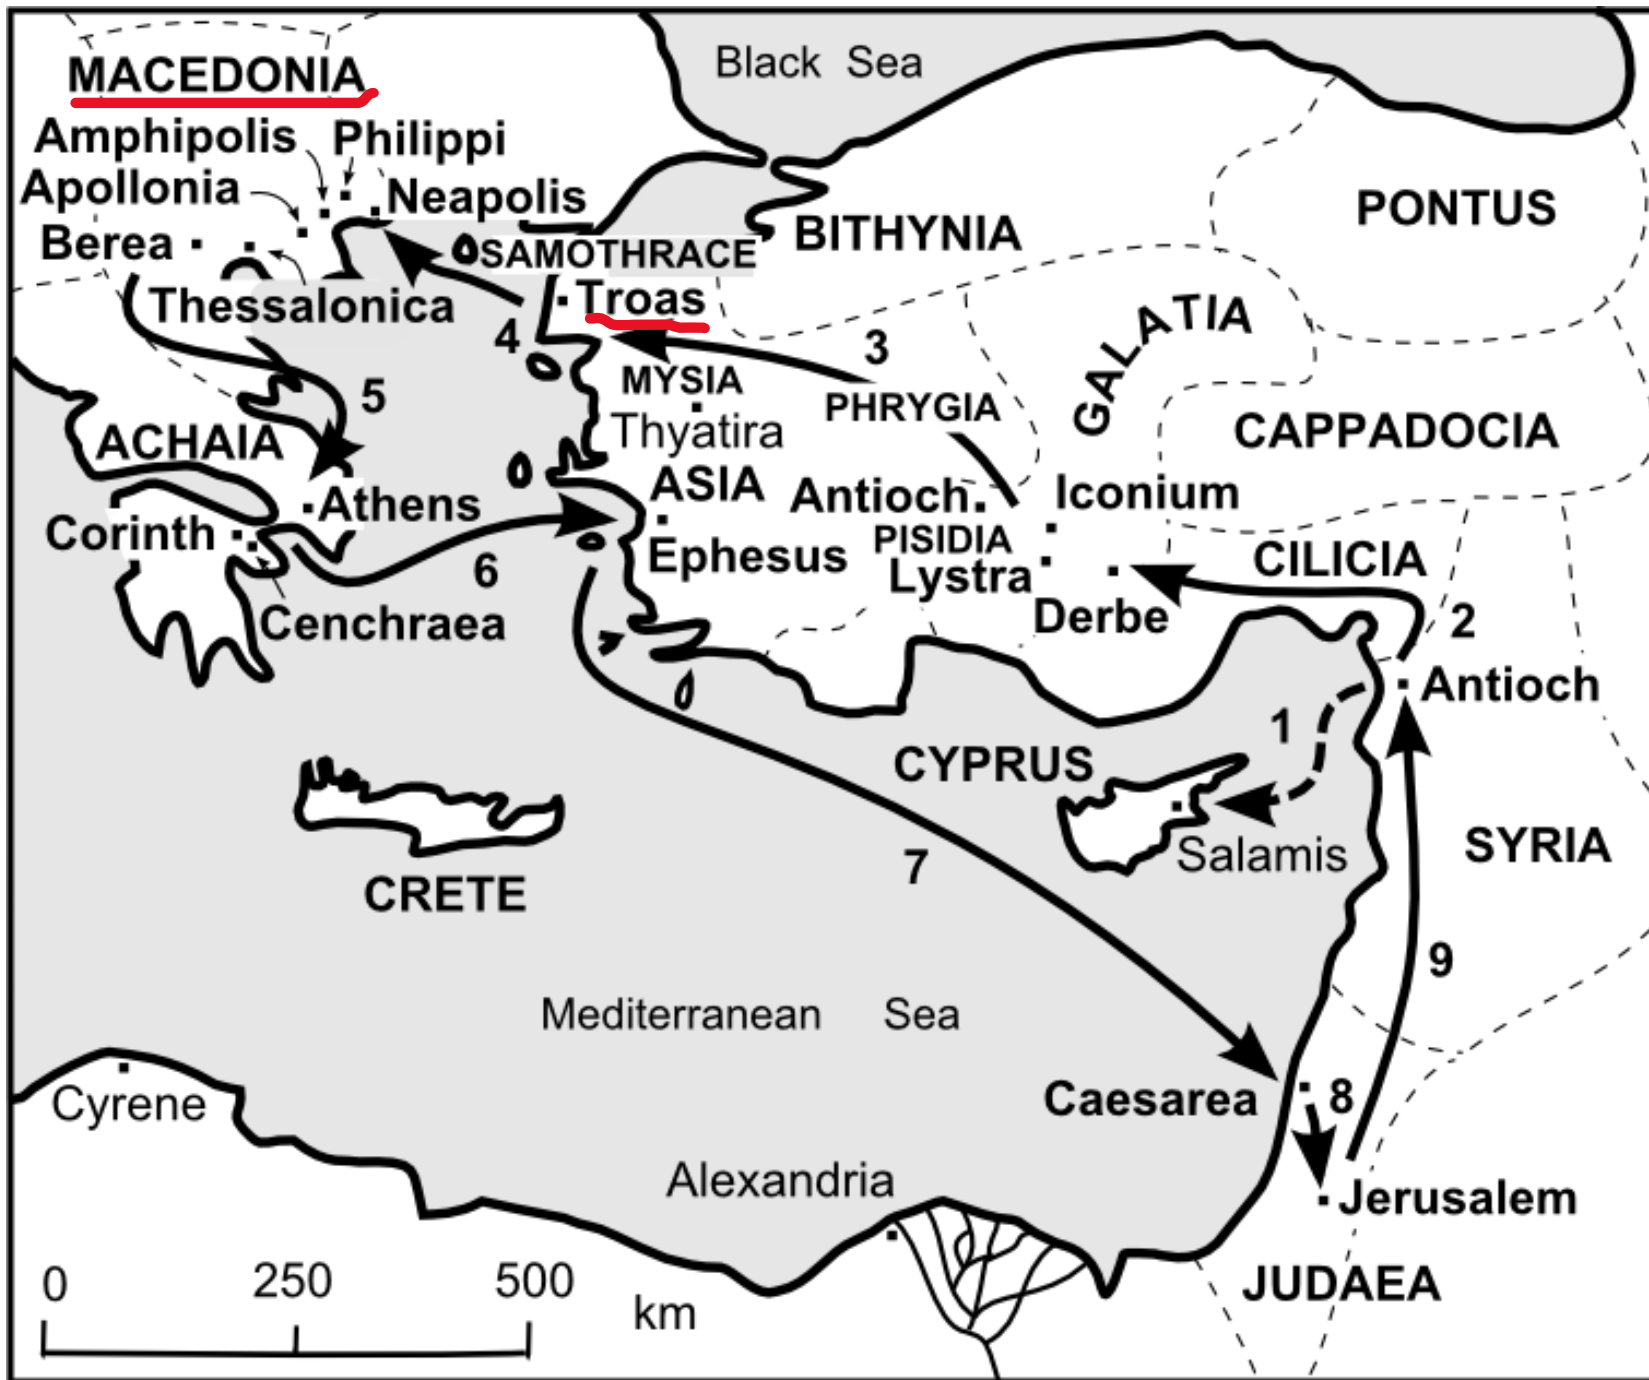 Black Sea
MACEDONIA
Amphipolis
Philippi
Apollonia
Neapolis
Berea
SAMOTHRACE
BITHYNIA
PONTUS
Thessalonica
Troas
4
3
GALATIA
MYSIA
5
PHRYGIA
Thyatira
CAPPADOCIA
ACHAIA
ASIA
Antioch
Iconium
Athens
Corinth
PISIDIA
Ephesus
CILICIA
6
Lystra
Derbe
2
Cenchraea
Antioch
1
CYPRUS
Salamis
SYRIA
7
CRETE
9
Mediterranean Sea
Cyrene
Caesarea
8
Alexandria
Jerusalem
JUDAEA
0 250 500
km